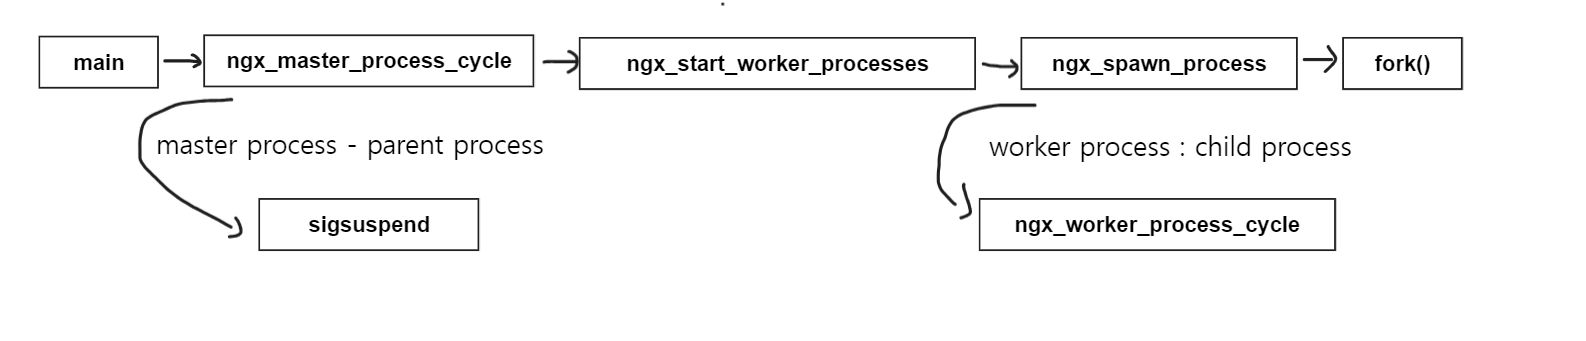 main
ngx_master_process_cycle
ngx_start_worker_processes
ngx_spawn_process
fork()
master process - parent process
worker process : child process
sigsuspend
ngx_worker_process_cycle